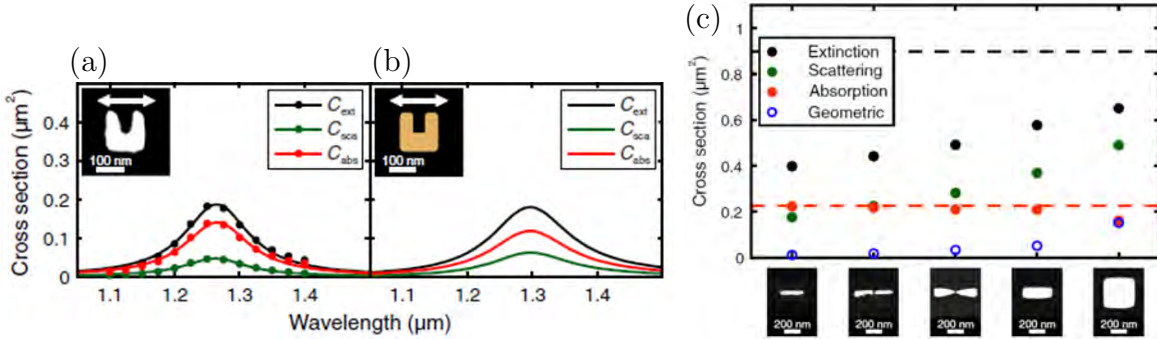 (a)
(b)
(c)
Cross section (µm²)
0.4
0.3
0.2
0.1
0
C_ext
C_sca
C_abs
100 nm
C_ext
C_sca
C_abs
100 nm
1.1 1.2 1.3 1.4 1.1 1.2 1.3 1.4
Wavelength (µm)
Cross section (µm²)
1
0.8
0.6
0.4
0.2
0
Extinction
Scattering
Absorption
Geometric
200 nm 200 nm 200 nm 200 nm 200 nm